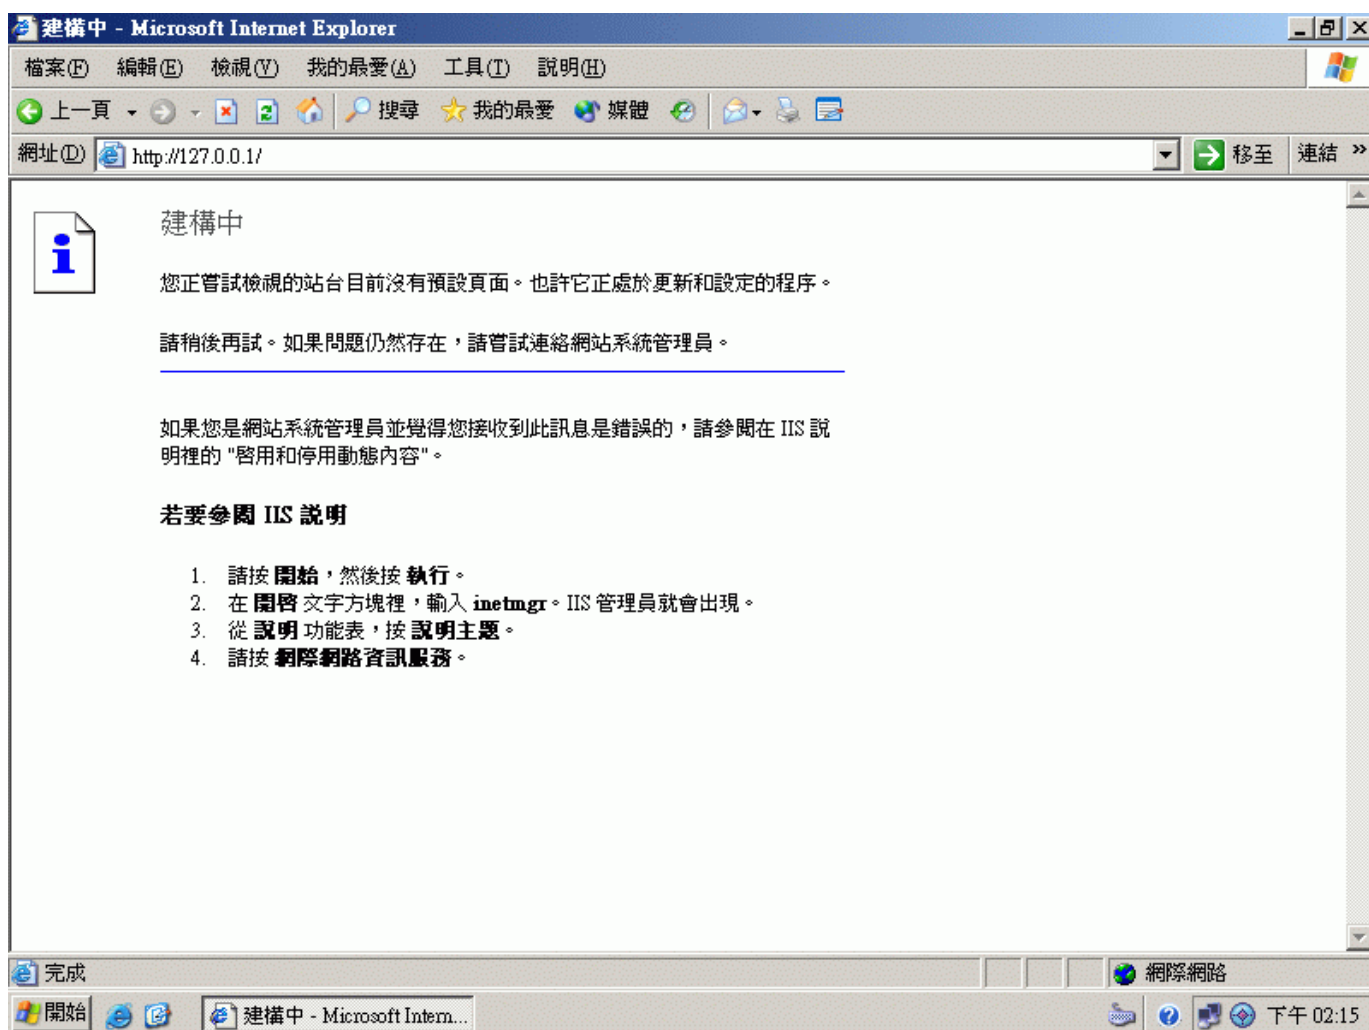 建構中 - Microsoft Internet Explorer
檔案(F) 編輯(E) 檢視(V) 我的最愛(A) 工具(T) 說明(H)
上一頁 搜尋 我的最愛 媒體
網址(D) http://127.0.0.1/ 移至 連結 »
建構中
您正嘗試檢視的站台目前沒有預設頁面。也許它正處於更新和設定的程序。
請稍後再試。如果問題仍然存在，請嘗試連絡網站系統管理員。
如果您是網站系統管理員並覺得您接收到此訊息是錯誤的，請參閱在 IIS 說
明裡的 "啓用和停用動態內容"。
若要參閱 IIS 說明
1. 請按 開始，然後按 執行。
2. 在 開啓 文字方塊裡，輸入 inetmgr。IIS 管理員就會出現。
3. 從 說明 功能表，按 說明主題。
4. 請按 網際網路資訊服務。
完成 網際網路
開始 建構中 - Microsoft Intern... 下午 02:15